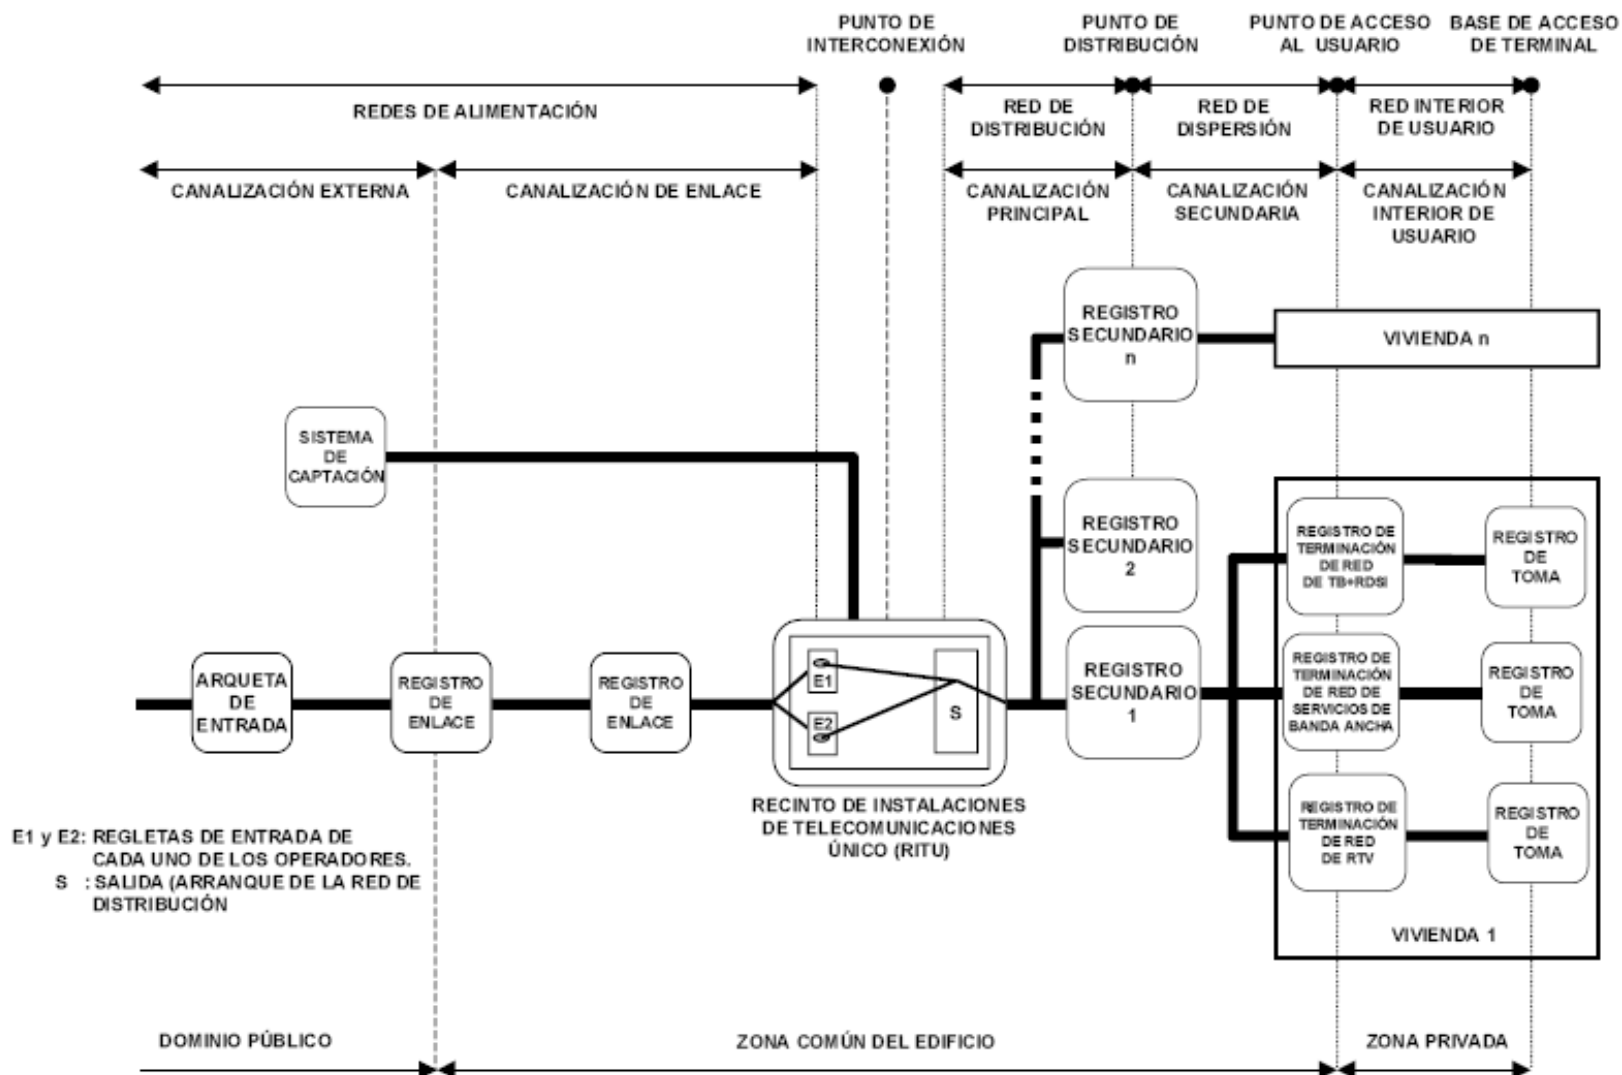 PUNTO DE
INTERCONEXIÓN
PUNTO DE
DISTRIBUCIÓN
PUNTO DE ACCESO
AL USUARIO
BASE DE ACCESO
DE TERMINAL
REDES DE ALIMENTACIÓN
RED DE
DISTRIBUCIÓN
RED DE
DISPERSIÓN
RED INTERIOR
DE USUARIO
CANALIZACIÓN EXTERNA
CANALIZACIÓN DE ENLACE
CANALIZACIÓN
PRINCIPAL
CANALIZACIÓN
SECUNDARIA
CANALIZACIÓN
INTERIOR DE
USUARIO
REGISTRO
SECUNDARIO
n
VIVIENDA n
SISTEMA
DE
CAPTACIÓN
REGISTRO
SECUNDARIO
2
REGISTRO DE
TERMINACIÓN
DE RED
DE TB+RDSI
REGISTRO
DE
TOMA
ARQUETA
DE
ENTRADA
REGISTRO
DE
ENLACE
REGISTRO
DE
ENLACE
E1
E2
S
REGISTRO
SECUNDARIO
1
REGISTRO DE
TERMINACIÓN
DE RED DE
SERVICIOS DE
BANDA ANCHA
REGISTRO
DE
TOMA
RECINTO DE INSTALACIONES
DE TELECOMUNICACIONES
ÚNICO (RITU)
REGISTRO DE
TERMINACIÓN
DE RED
DE RTV
REGISTRO
DE
TOMA
E1 y E2: REGLETAS DE ENTRADA DE
CADA UNO DE LOS OPERADORES.
S : SALIDA (ARRANQUE DE LA RED DE
DISTRIBUCIÓN
VIVIENDA 1
DOMINIO PÚBLICO
ZONA COMÚN DEL EDIFICIO
ZONA PRIVADA